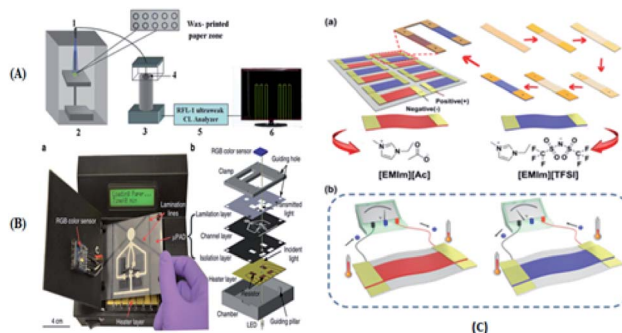 (A)
1
Wax- printed
paper zone
4
RFL-1 ultraweak
CL Analyzer
2
3
5
6
(B)
a
RGB color sensor
Lamination
lines
μPAD
Heater layer
4 cm
b
RGB color sensor
Guiding hole
Clamp
Transmitted
light
Lamilation layer
Channel layer
Isolation layer
Incident
light
Heater layer
Resistor
Chamber
LED
Guiding pillar
(a)
Positive(+)
Negative(-)
[EMIm][Ac]
[EMIm][TFSI]
(b)
(C)